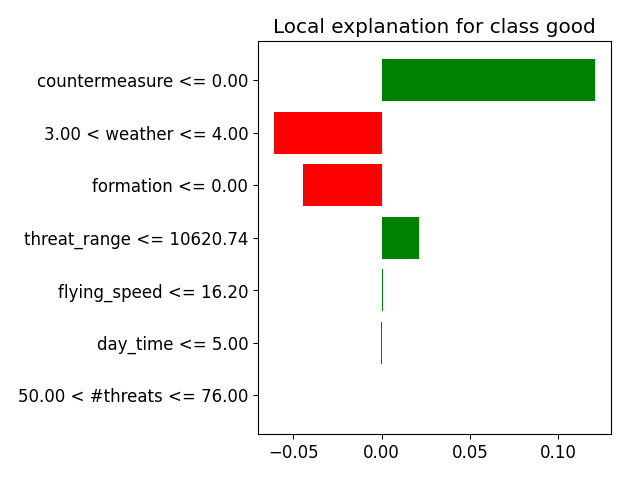 Local explanation for class good
countermeasure <= 0.00
3.00 < weather <= 4.00
formation <= 0.00
threat_range <= 10620.74
flying_speed <= 16.20
day_time <= 5.00
50.00 < #threats <= 76.00
−0.05 0.00 0.05 0.10